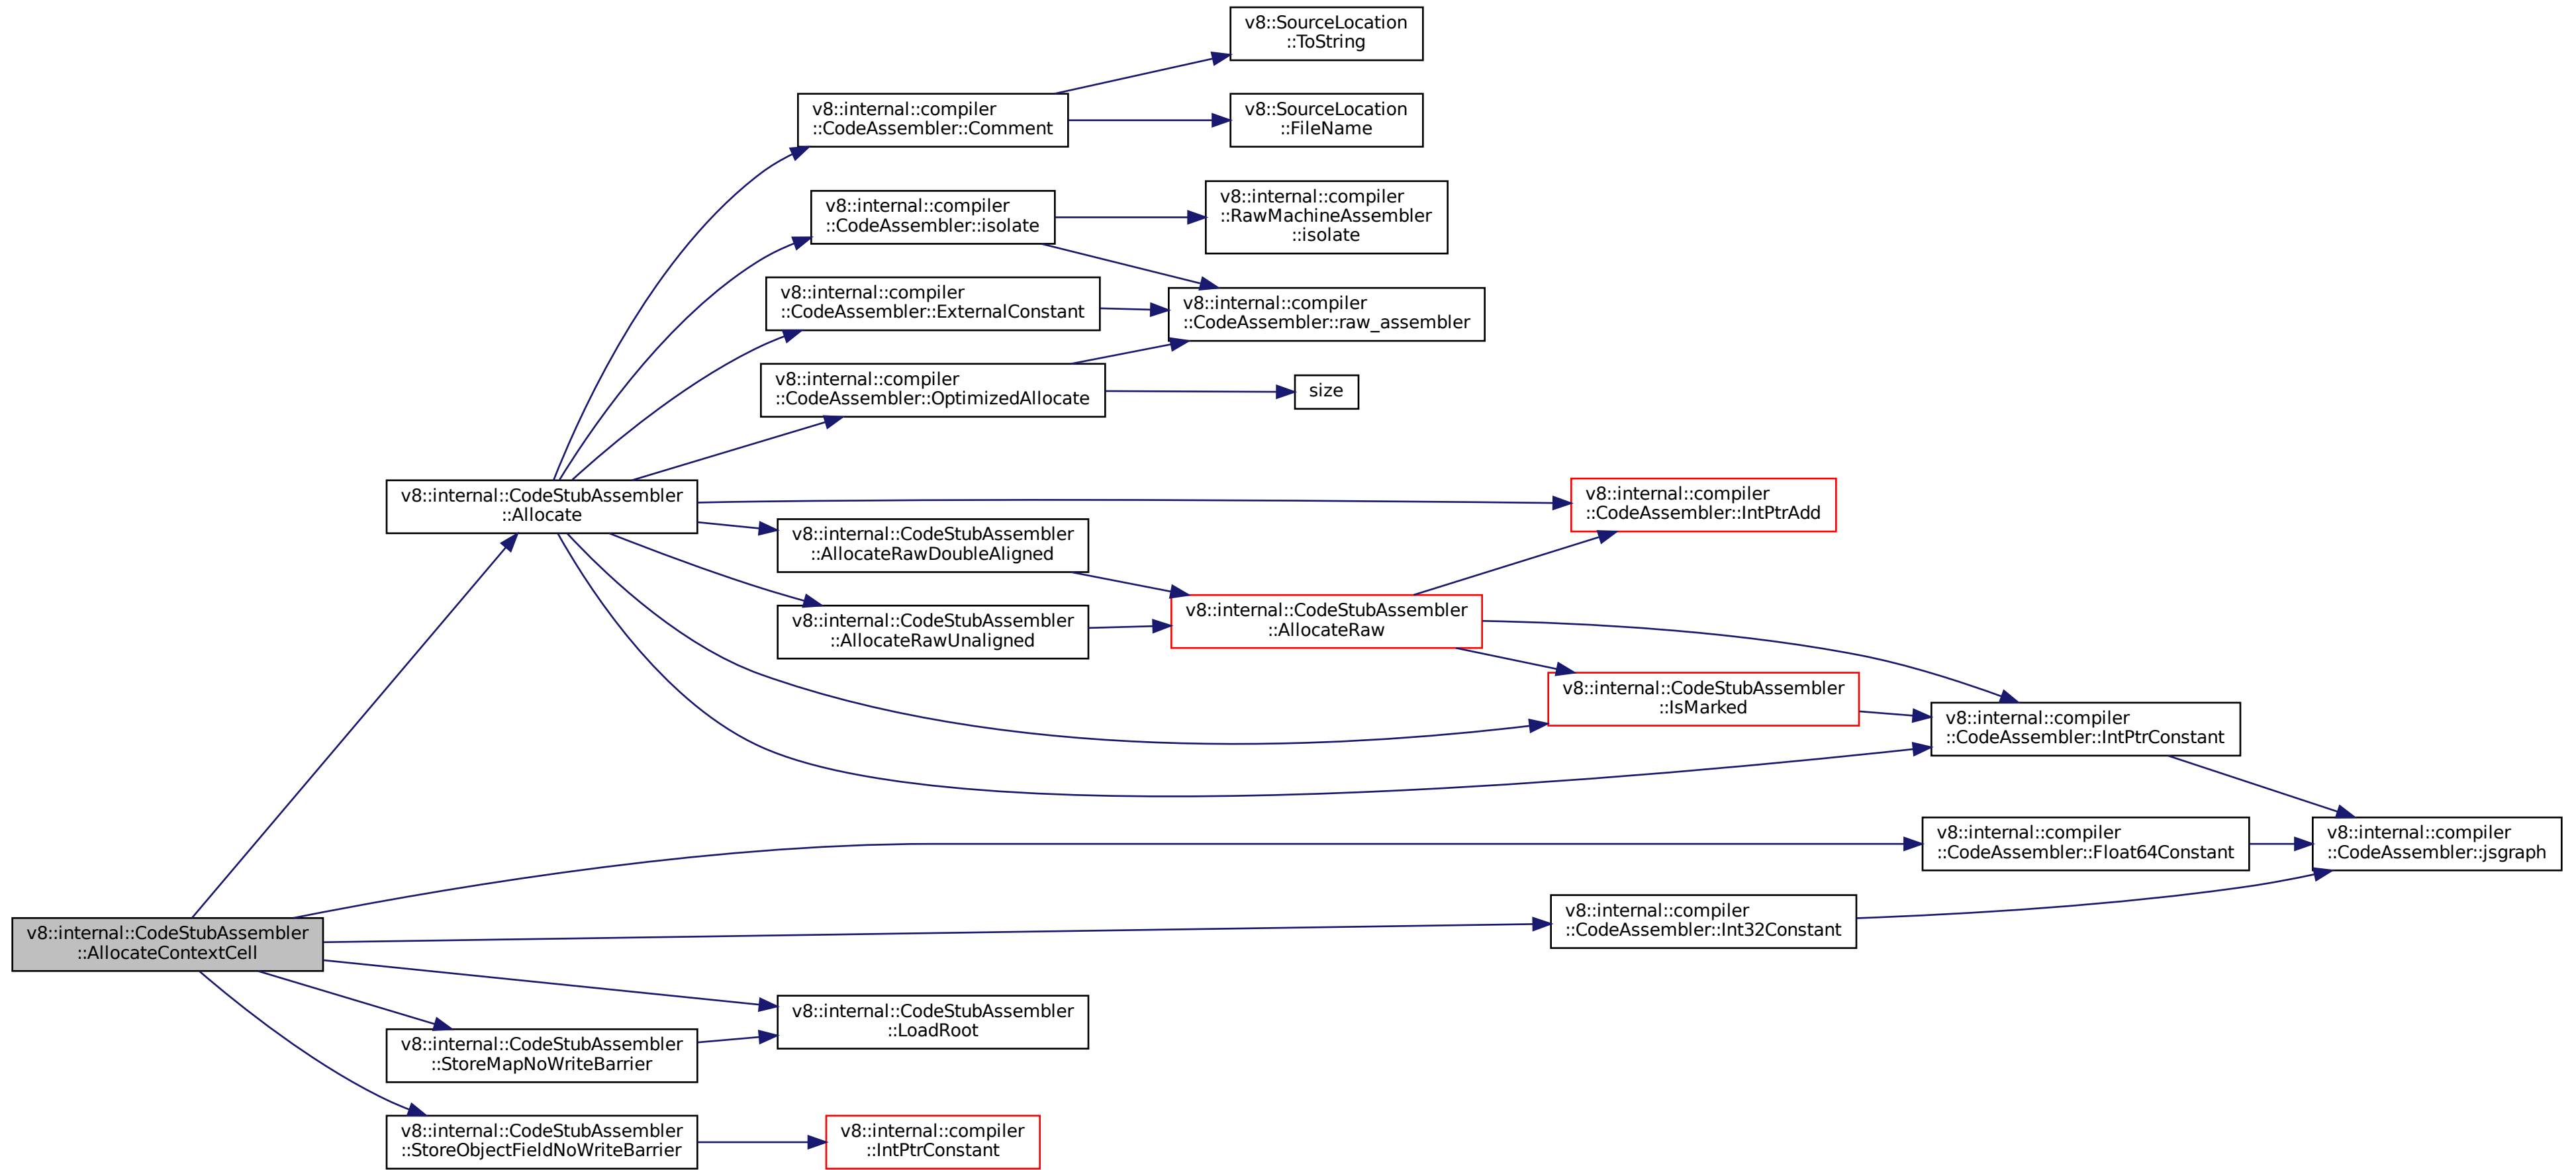 v8::SourceLocation
::ToString
v8::internal::compiler
::CodeAssembler::Comment
v8::SourceLocation
::FileName
v8::internal::compiler
::CodeAssembler::isolate
v8::internal::compiler
::RawMachineAssembler
::isolate
v8::internal::compiler
::CodeAssembler::ExternalConstant
v8::internal::compiler
::CodeAssembler::raw_assembler
v8::internal::compiler
::CodeAssembler::OptimizedAllocate
size
v8::internal::CodeStubAssembler
::Allocate
v8::internal::compiler
::CodeAssembler::IntPtrAdd
v8::internal::CodeStubAssembler
::AllocateRawDoubleAligned
v8::internal::CodeStubAssembler
::AllocateRawUnaligned
v8::internal::CodeStubAssembler
::AllocateRaw
v8::internal::CodeStubAssembler
::IsMarked
v8::internal::compiler
::CodeAssembler::IntPtrConstant
v8::internal::compiler
::CodeAssembler::Float64Constant
v8::internal::compiler
::CodeAssembler::jsgraph
v8::internal::compiler
::CodeAssembler::Int32Constant
v8::internal::CodeStubAssembler
::AllocateContextCell
v8::internal::CodeStubAssembler
::LoadRoot
v8::internal::CodeStubAssembler
::StoreMapNoWriteBarrier
v8::internal::CodeStubAssembler
::StoreObjectFieldNoWriteBarrier
v8::internal::compiler
::IntPtrConstant